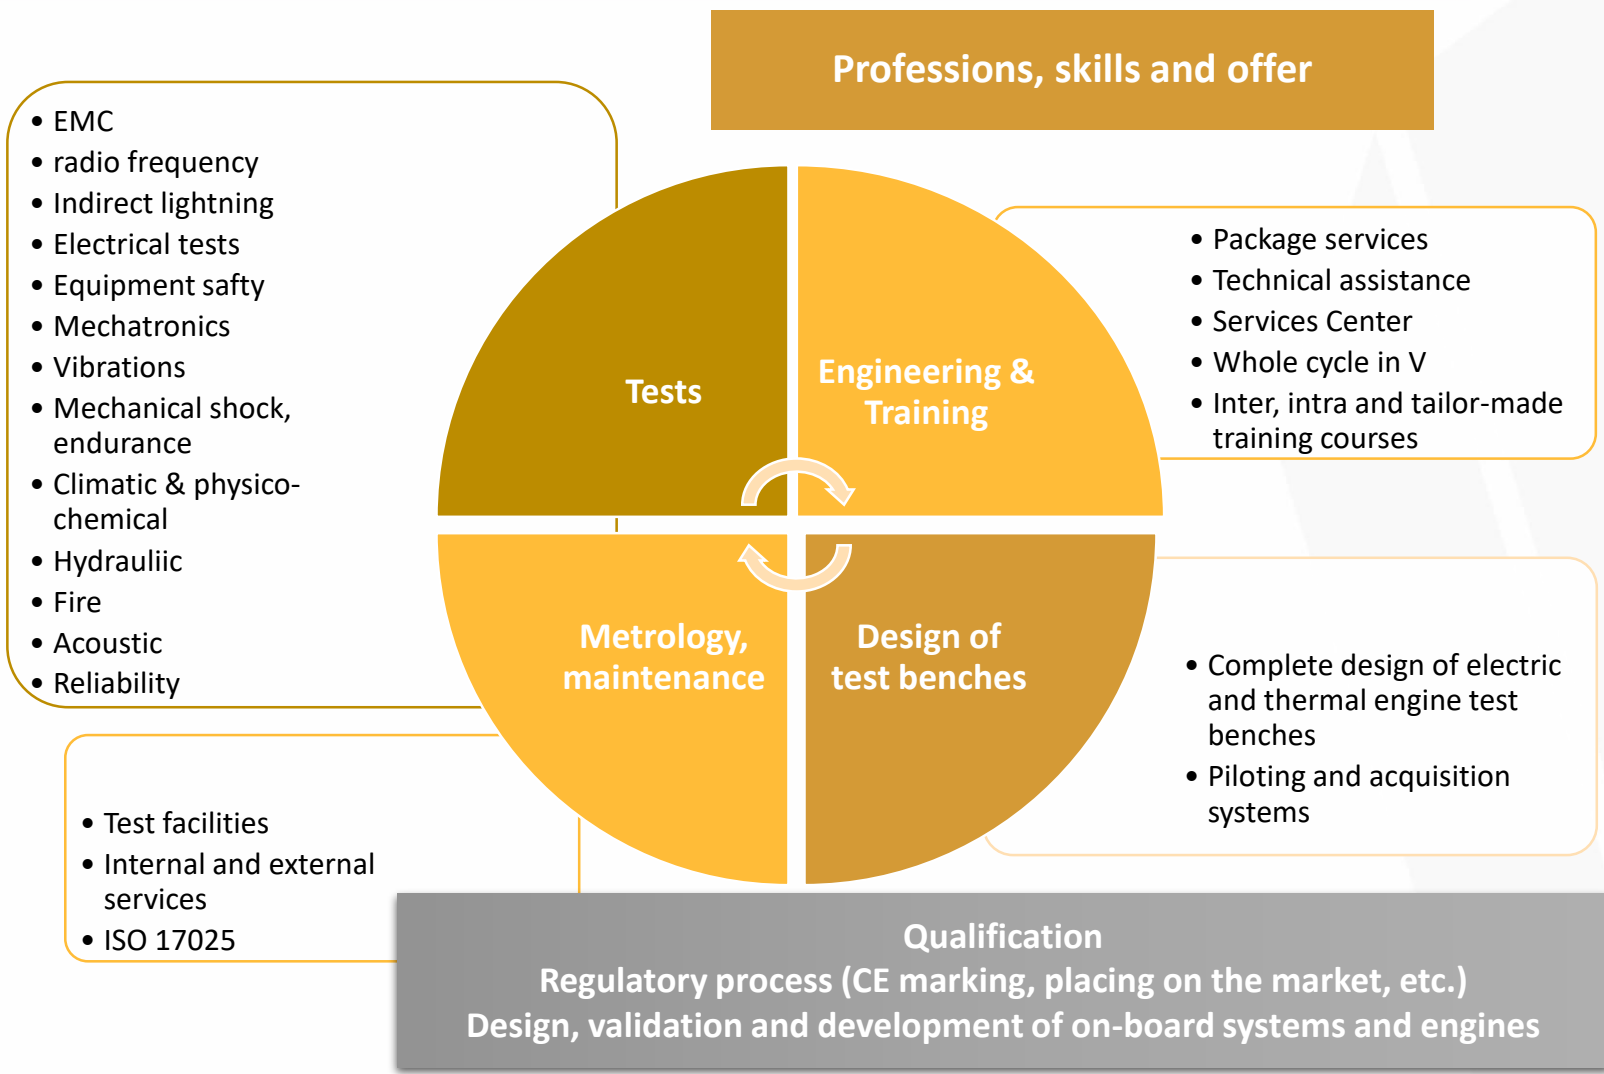 Professions, skills and offer
• EMC
• radio frequency
• Indirect lightning
• Electrical tests
• Equipment safty
• Mechatronics
• Vibrations
• Mechanical shock,
endurance
• Climatic & physico-
chemical
• Hydrauliic
• Fire
• Acoustic
• Reliability
Tests
Engineering &
Training
• Package services
• Technical assistance
• Services Center
• Whole cycle in V
• Inter, intra and tailor-made
training courses
Metrology,
maintenance
Design of
test benches
• Complete design of electric
and thermal engine test
benches
• Piloting and acquisition
systems
• Test facilities
• Internal and external
services
• ISO 17025
Qualification
Regulatory process (CE marking, placing on the market, etc.)
Design, validation and development of on-board systems and engines